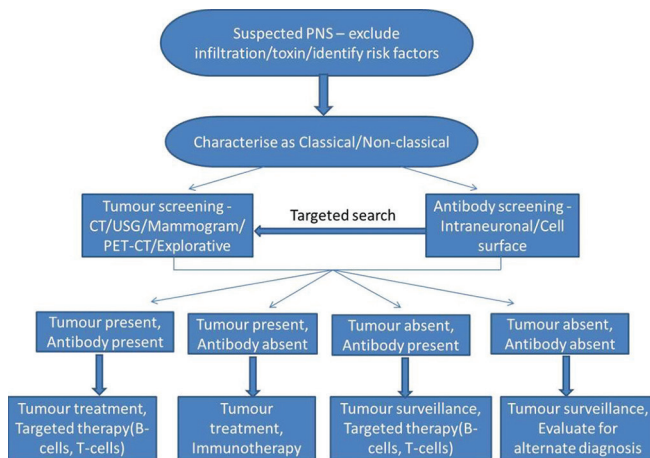 Suspected PNS – exclude
infiltration/toxin/identify risk factors
Characterise as Classical/Non-classical
Tumour screening -
CT/USG/Mammogram/
PET-CT/Explorative
Targeted search
Antibody screening -
Intraneuronal/Cell
surface
Tumour present,
Antibody present
Tumour present,
Antibody absent
Tumour absent,
Antibody present
Tumour absent,
Antibody absent
Tumour treatment,
Targeted therapy(B-
cells, T-cells)
Tumour
treatment,
Immunotherapy
Tumour surveillance,
Targeted therapy(B-
cells, T-cells)
Tumour surveillance,
Evaluate for
alternate diagnosis